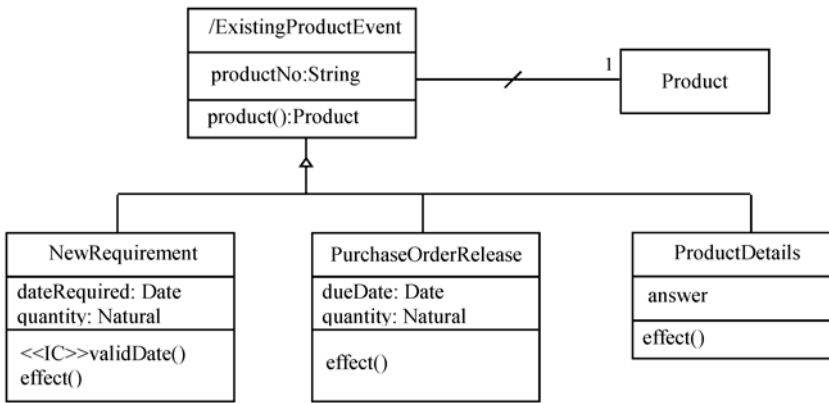 /ExistingProductEvent
productNo:String
product():Product
1
Product
NewRequirement
dateRequired: Date
quantity: Natural
<<IC>>validDate()
effect()
PurchaseOrderRelease
dueDate: Date
quantity: Natural
effect()
ProductDetails
answer
effect()